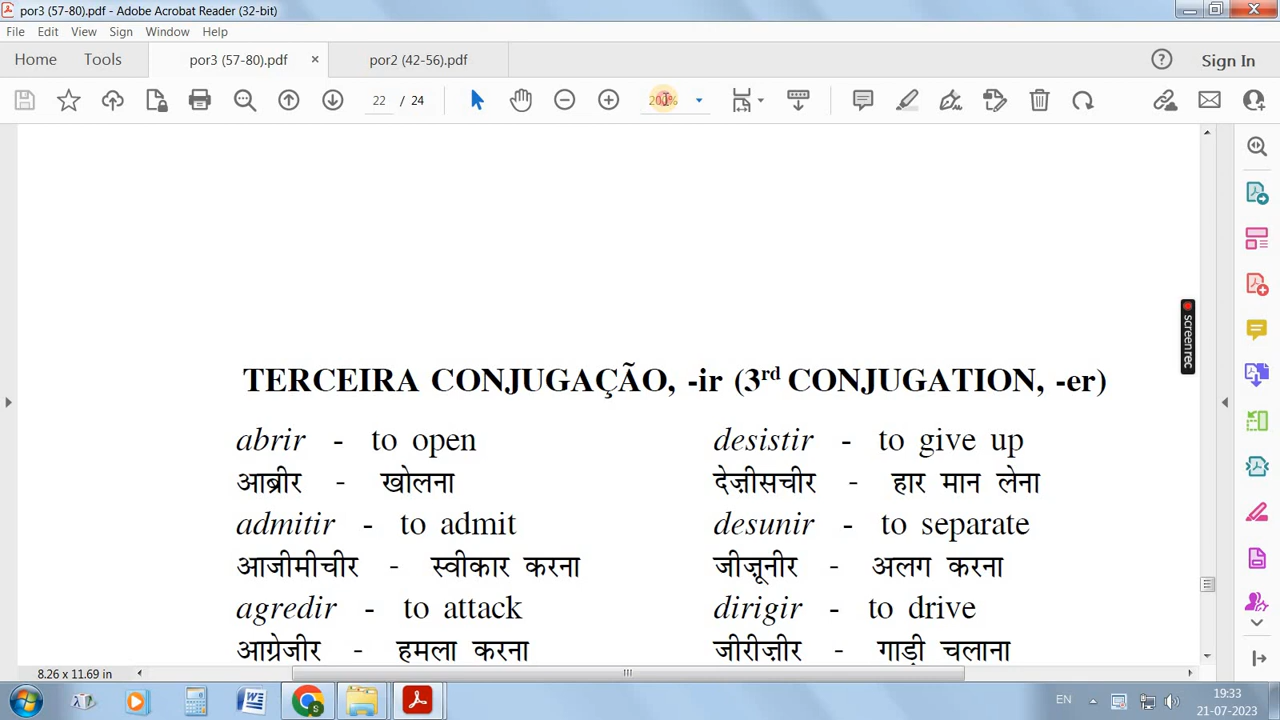 por3 (57-80).pdf - Adobe Acrobat Reader (32-bit)
File Edit View Sign Window Help
Home Tools por3 (57-80).pdf × por2 (42-56).pdf Sign In
22 / 24
TERCEIRA CONJUGAÇÃO, -ir (3rd CONJUGATION, -er)
abrir - to open desistir - to give up
आब्रीर - खोलना देज़ीसचीर - हार मान लेना
admitir - to admit desunir - to separate
आजीमीचीर - स्वीकार करना जीज़ूनीर - अलग करना
agredir - to attack dirigir - to drive
आग्रेजीर - हमला करना जीरीज़ीर - गाड़ी चलाना
screenrec
8.26 x 11.69 in
EN 19:33
21-07-2023